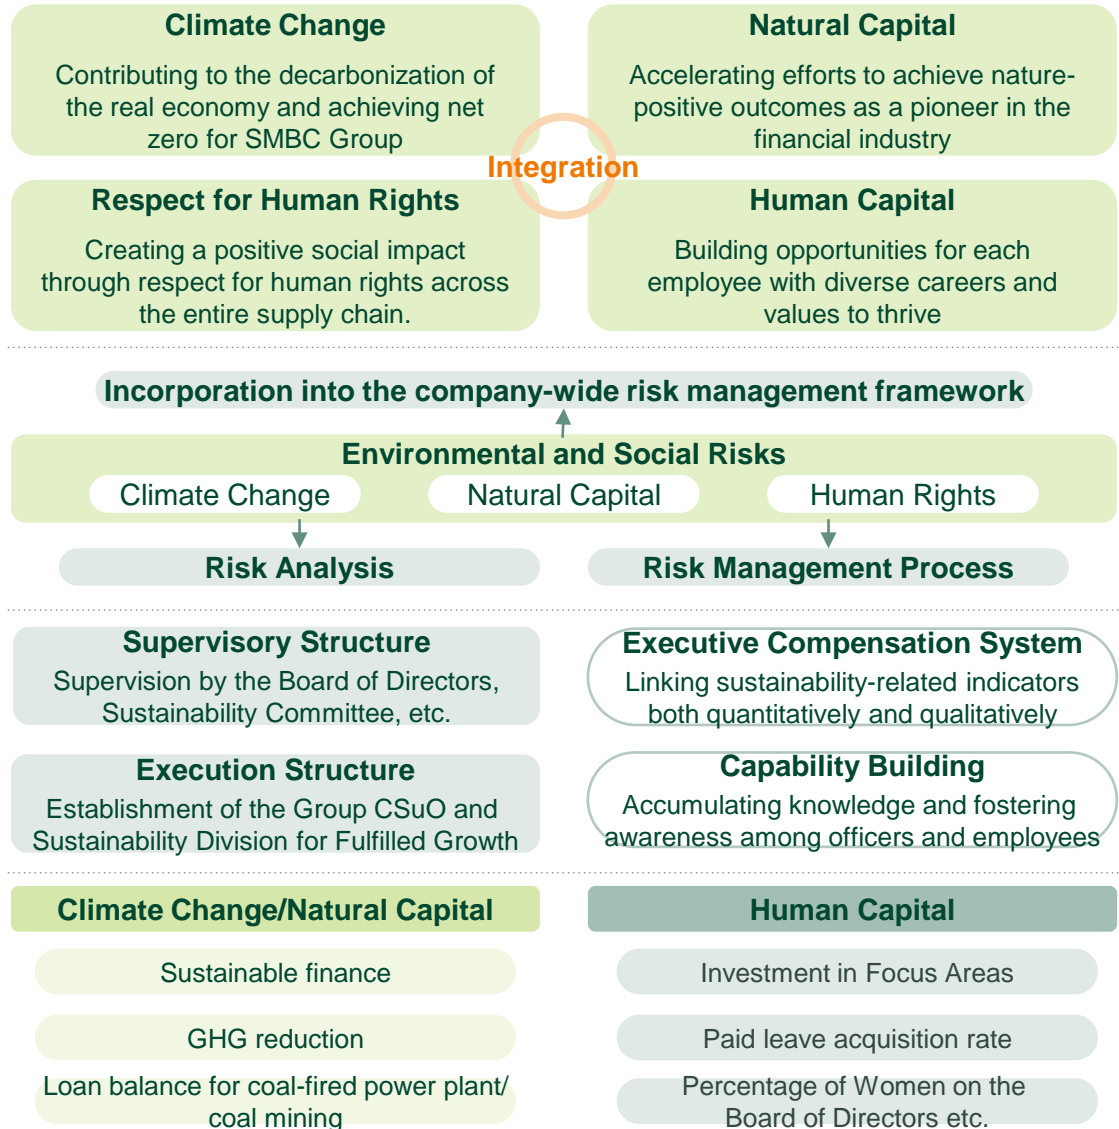 Climate Change
Contributing to the decarbonization of
the real economy and achieving net
zero for SMBC Group
Natural Capital
Accelerating efforts to achieve nature-
positive outcomes as a pioneer in the
financial industry
Integration
Respect for Human Rights
Creating a positive social impact
through respect for human rights across
the entire supply chain.
Human Capital
Building opportunities for each
employee with diverse careers and
values to thrive
Incorporation into the company-wide risk management framework
Environmental and Social Risks
Climate Change
Natural Capital
Human Rights
Risk Analysis
Risk Management Process
Supervisory Structure
Supervision by the Board of Directors,
Sustainability Committee, etc.
Executive Compensation System
Linking sustainability-related indicators
both quantitatively and qualitatively
Execution Structure
Establishment of the Group CSuO and
Sustainability Division for Fulfilled Growth
Capability Building
Accumulating knowledge and fostering
awareness among officers and employees
Climate Change/Natural Capital
Sustainable finance
GHG reduction
Loan balance for coal-fired power plant/
coal mining
Human Capital
Investment in Focus Areas
Paid leave acquisition rate
Percentage of Women on the
Board of Directors etc.